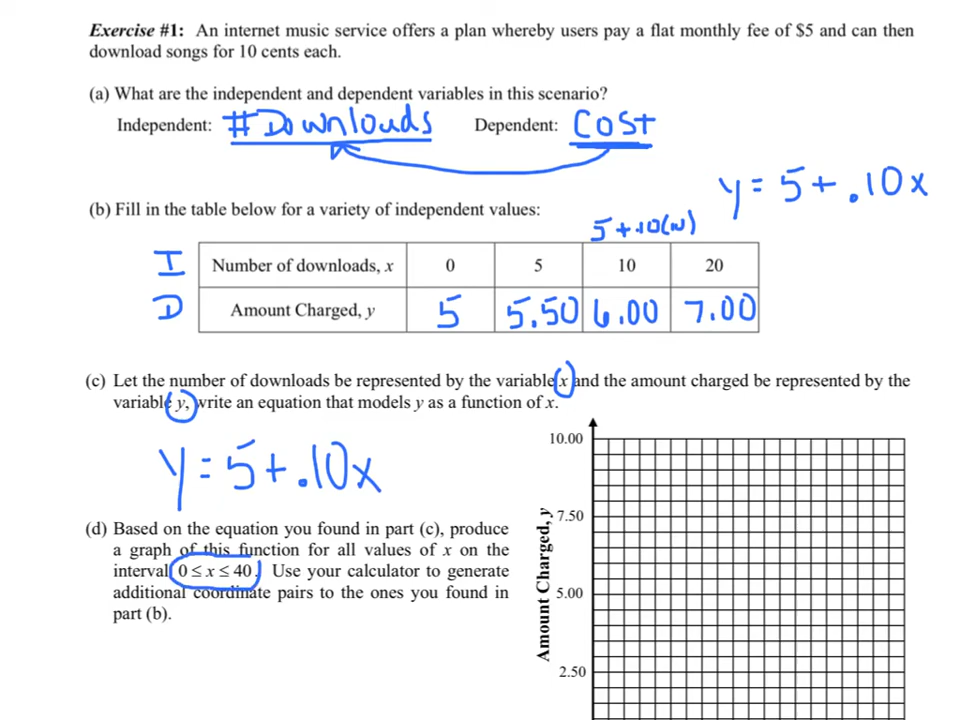 Exercise #1: An internet music service offers a plan whereby users pay a flat monthly fee of $5 and can then
download songs for 10 cents each.
(a) What are the independent and dependent variables in this scenario?
Independent: #Downlouds Dependent: Cost
y = 5 + .10x
(b) Fill in the table below for a variety of independent values:
5 + .10(10)
I Number of downloads, x 0 5 10 20
D Amount Charged, y 5 5.50 6.00 7.00
(c) Let the number of downloads be represented by the variable x and the amount charged be represented by the
variable y, write an equation that models y as a function of x.
y = 5 + .10x
(d) Based on the equation you found in part (c), produce
a graph of this function for all values of x on the
interval 0 ≤ x ≤ 40. Use your calculator to generate
additional coordinate pairs to the ones you found in
part (b).
Amount Charged, y
10.00
7.50
5.00
2.50